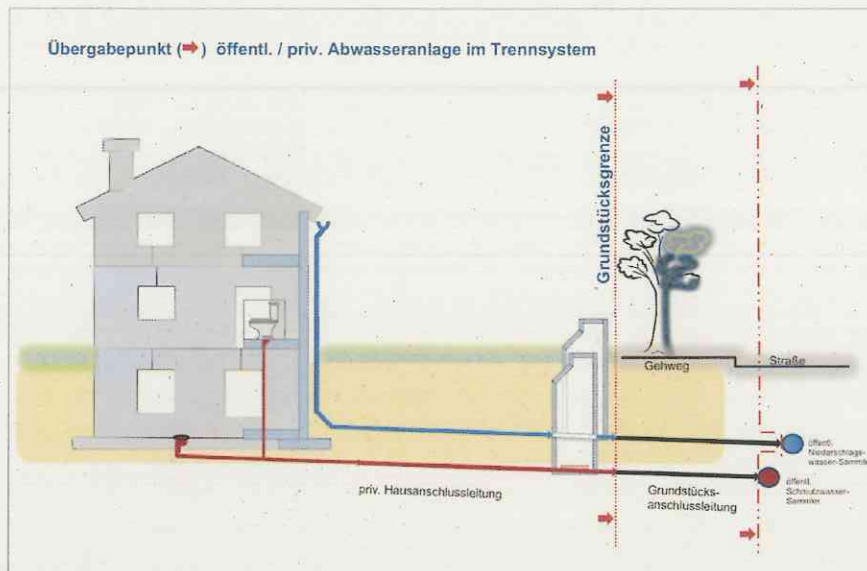 Übergabepunkt (➡) öffentl. / priv. Abwasseranlage im Trennsystem
Grundstücksgrenze
Gehweg
Straße
öffentl.
Niederschlags-
wasser-Sammler
priv. Hausanschlussleitung
Grundstücks-
anschlussleitung
öffentl.
Schmutzwasser-
Sammler